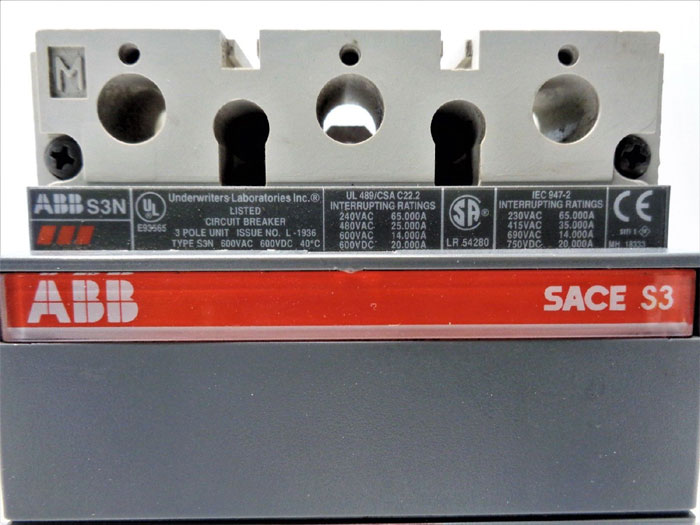 M
ABB S3N
UL
E93565
Underwriters Laboratories Inc.®
LISTED
CIRCUIT BREAKER
3 POLE UNIT ISSUE NO. L-1936
TYPE S3N 600VAC 600VDC 40°C
UL 489/CSA C22.2
INTERRUPTING RATINGS
240VAC 65.000A
480VAC 25.000A
600VAC 14.000A
600VDC 20.000A
SA
LR 54280
IEC 947-2
INTERRUPTING RATINGS
230VAC 65.000A
415VAC 35.000A
690VAC 14.000A
750VDC 20.000A
CE
ABB
SACE S3